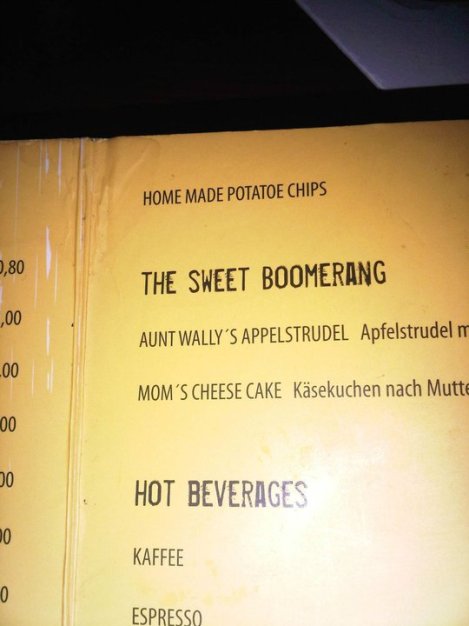 HOME MADE POTATOE CHIPS
0,80
THE SWEET BOOMERANG
,00
AUNT WALLY´S APPELSTRUDEL Apfelstrudel m
,00
MOM´S CHEESE CAKE Käsekuchen nach Mutte
00
00
HOT BEVERAGES
00
KAFFEE
0
ESPRESSO